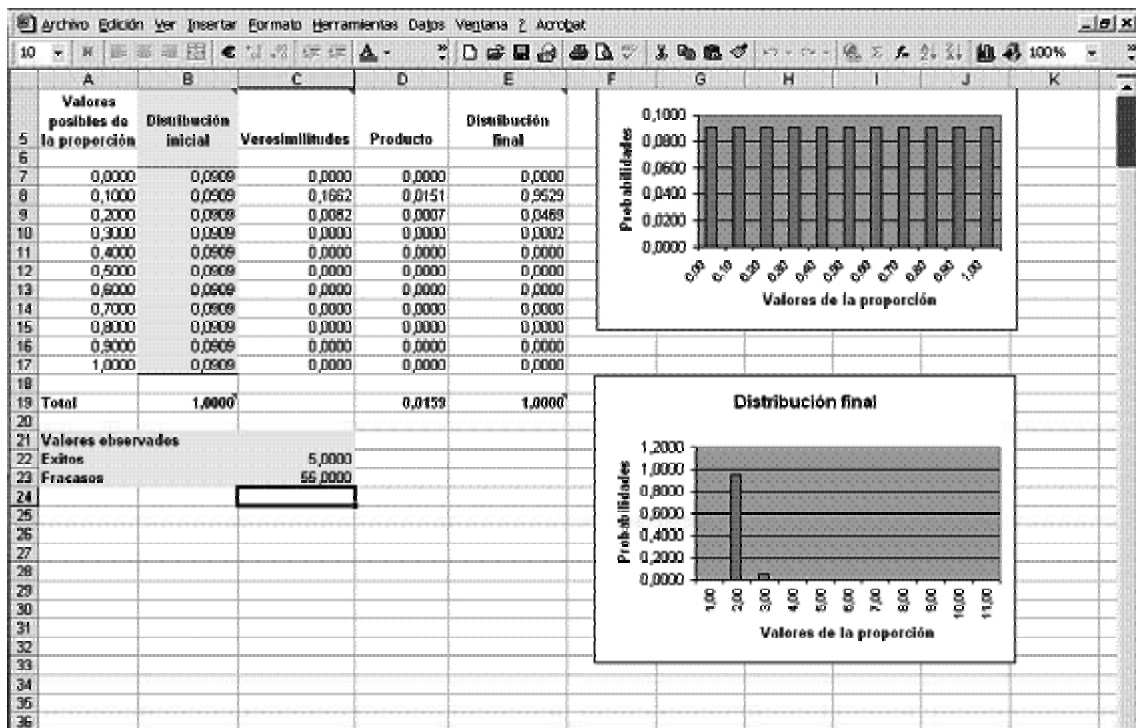 Archivo Edición Ver Insertar Formato Herramientas Datos Ventana ? Acrobat
10 N € A 100%
A B C D E F G H I J K
Valores
posibles de Distribución Distribución
5 la proporción inicial Verosimilitudes Producto final
6
7 0,0000 0,0909 0,0000 0,0000 0,0000
8 0,1000 0,0909 0,1662 0,0151 0,9529
9 0,2000 0,0909 0,0082 0,0007 0,0469
10 0,3000 0,0909 0,0000 0,0000 0,0002
11 0,4000 0,0909 0,0000 0,0000 0,0000
12 0,5000 0,0909 0,0000 0,0000 0,0000
13 0,6000 0,0909 0,0000 0,0000 0,0000
14 0,7000 0,0909 0,0000 0,0000 0,0000
15 0,8000 0,0909 0,0000 0,0000 0,0000
16 0,9000 0,0909 0,0000 0,0000 0,0000
17 1,0000 0,0909 0,0000 0,0000 0,0000
18
19 Total 1,0000 0,0159 1,0000
20
21 Valores observados
22 Exitos 5,0000
23 Fracasos 55,0000
24
25
26
27
28
29
30
31
32
33
34
35
36
Probabilidades
0,1000
0,0800
0,0600
0,0400
0,0200
0,0000
0,00 0,10 0,20 0,30 0,40 0,50 0,60 0,70 0,80 0,90 1,00
Valores de la proporción
Distribución final
Probabilidades
1,2000
1,0000
0,8000
0,6000
0,4000
0,2000
0,0000
1,00 2,00 3,00 4,00 5,00 6,00 7,00 8,00 9,00 10,00 11,00
Valores de la proporción